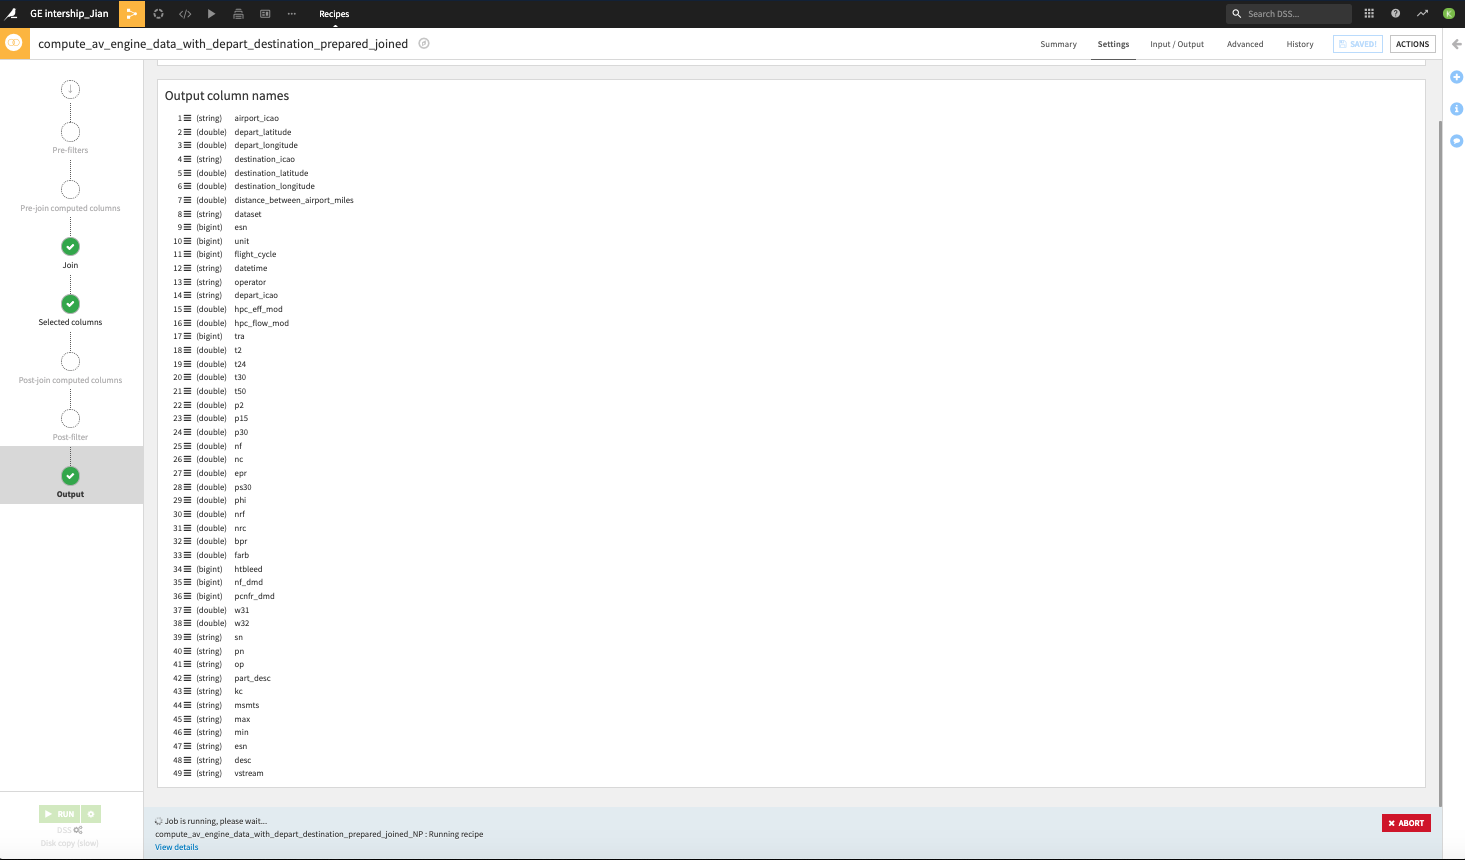 GE intership_Jian
Recipes
Search DSS...
K
compute_av_engine_data_with_depart_destination_prepared_joined
Summary
Settings
Input / Output
Advanced
History
SAVED!
ACTIONS
Pre-filters
Pre-join computed columns
Join
Selected columns
Post-join computed columns
Post-filter
Output
RUN
DSS
Disk copy (slow)
Output column names
1 (string) airport_icao
2 (double) depart_latitude
3 (double) depart_longitude
4 (string) destination_icao
5 (double) destination_latitude
6 (double) destination_longitude
7 (double) distance_between_airport_miles
8 (string) dataset
9 (bigint) esn
10 (bigint) unit
11 (bigint) flight_cycle
12 (string) datetime
13 (string) operator
14 (string) depart_icao
15 (double) hpc_eff_mod
16 (double) hpc_flow_mod
17 (bigint) tra
18 (double) t2
19 (double) t24
20 (double) t30
21 (double) t50
22 (double) p2
23 (double) p15
24 (double) p30
25 (double) nf
26 (double) nc
27 (double) epr
28 (double) ps30
29 (double) phi
30 (double) nrf
31 (double) nrc
32 (double) bpr
33 (double) farb
34 (bigint) htbleed
35 (bigint) nf_dmd
36 (bigint) pcnfr_dmd
37 (double) w31
38 (double) w32
39 (string) sn
40 (string) pn
41 (string) op
42 (string) part_desc
43 (string) kc
44 (string) msmts
45 (string) max
46 (string) min
47 (string) esn
48 (string) desc
49 (string) vstream
Job is running, please wait...
compute_av_engine_data_with_depart_destination_prepared_joined_NP : Running recipe
View details
ABORT